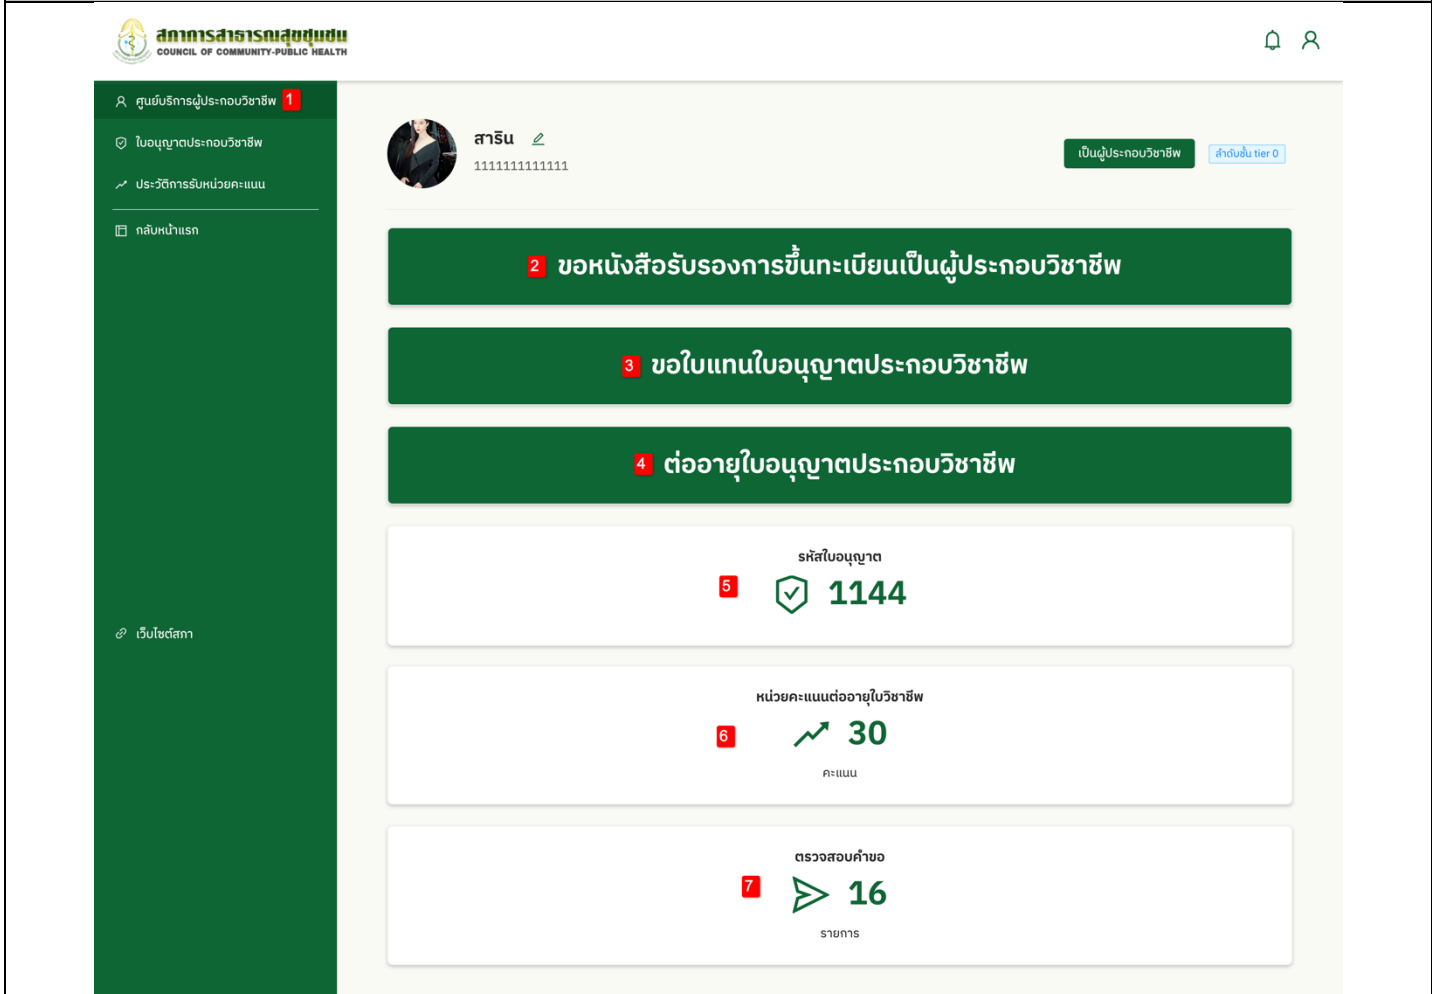 สภาการสาธารณสุขชุมชน
COUNCIL OF COMMUNITY-PUBLIC HEALTH
ศูนย์บริการผู้ประกอบวิชาชีพ 1
ใบอนุญาตประกอบวิชาชีพ
ประวัติการรับหน่วยคะแนน
กลับหน้าแรก
เว็บไซต์สภา
สาริน
1111111111111
เป็นผู้ประกอบวิชาชีพ
ลำดับชั้น tier 0
2 ขอหนังสือรับรองการขึ้นทะเบียนเป็นผู้ประกอบวิชาชีพ
3 ขอใบแทนใบอนุญาตประกอบวิชาชีพ
4 ต่ออายุใบอนุญาตประกอบวิชาชีพ
รหัสใบอนุญาต
5 1144
หน่วยคะแนนต่ออายุใบวิชาชีพ
6 30
คะแนน
ตรวจสอบคำขอ
7 16
รายการ